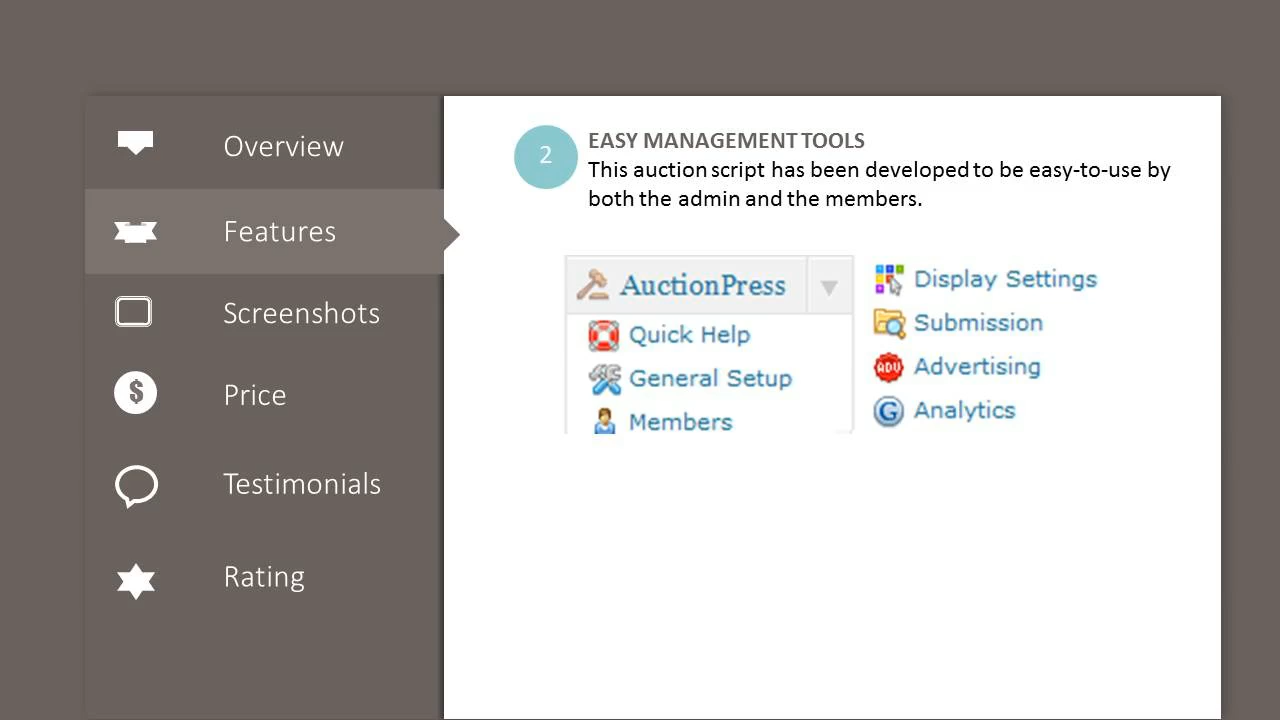 Overview
Features
Screenshots
$
Price
Testimonials
Rating
2
EASY MANAGEMENT TOOLS
This auction script has been developed to be easy-to-use by
both the admin and the members.
AuctionPress
Quick Help
General Setup
Members
Display Settings
Submission
ADV
Advertising
G
Analytics